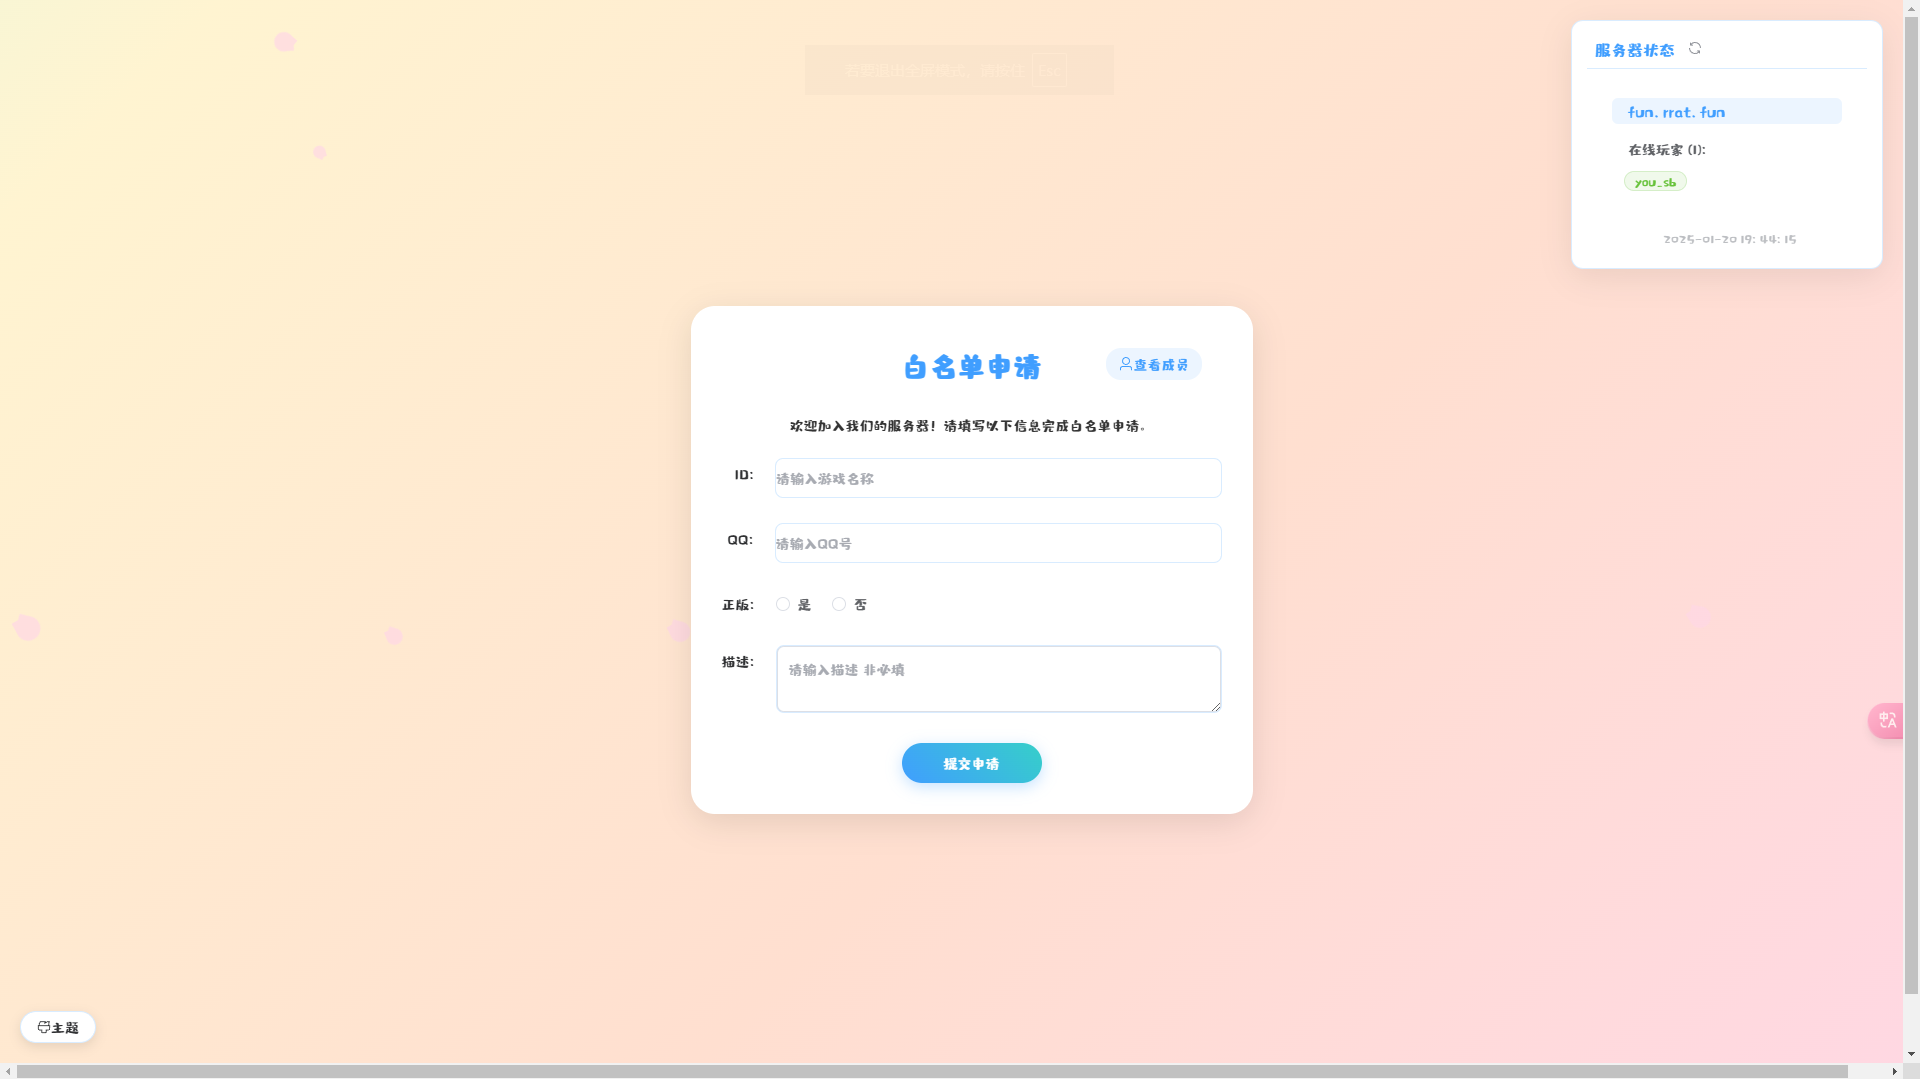 若要退出全屏模式，请按住 Esc
服务器状态
fun.rrat.fun
在线玩家 (1):
you_sb
2025-01-20 19:44:15
白名单申请
查看成员
欢迎加入我们的服务器！请填写以下信息完成白名单申请。
ID:
请输入游戏名称
QQ:
请输入QQ号
正版:
是 否
描述:
请输入描述 非必填
提交申请
中
A
主题